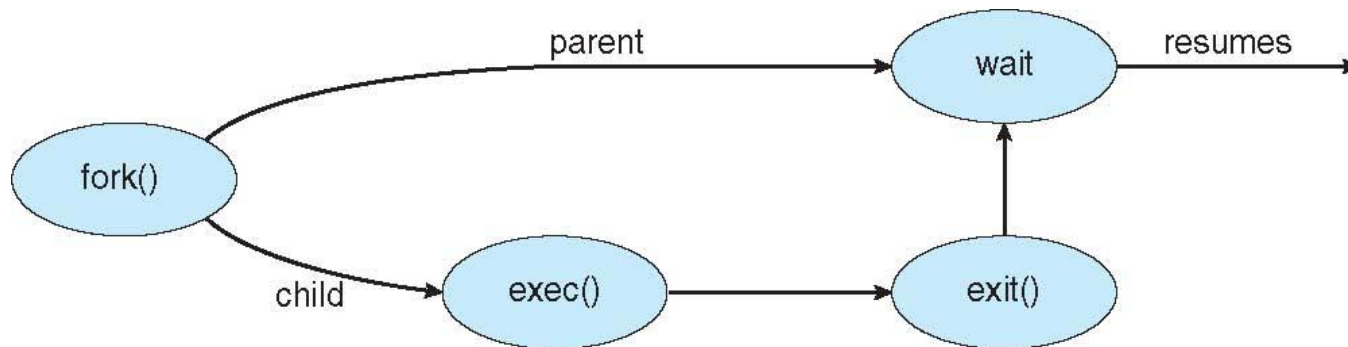 parent
resumes
wait
fork()
child
exec()
exit()